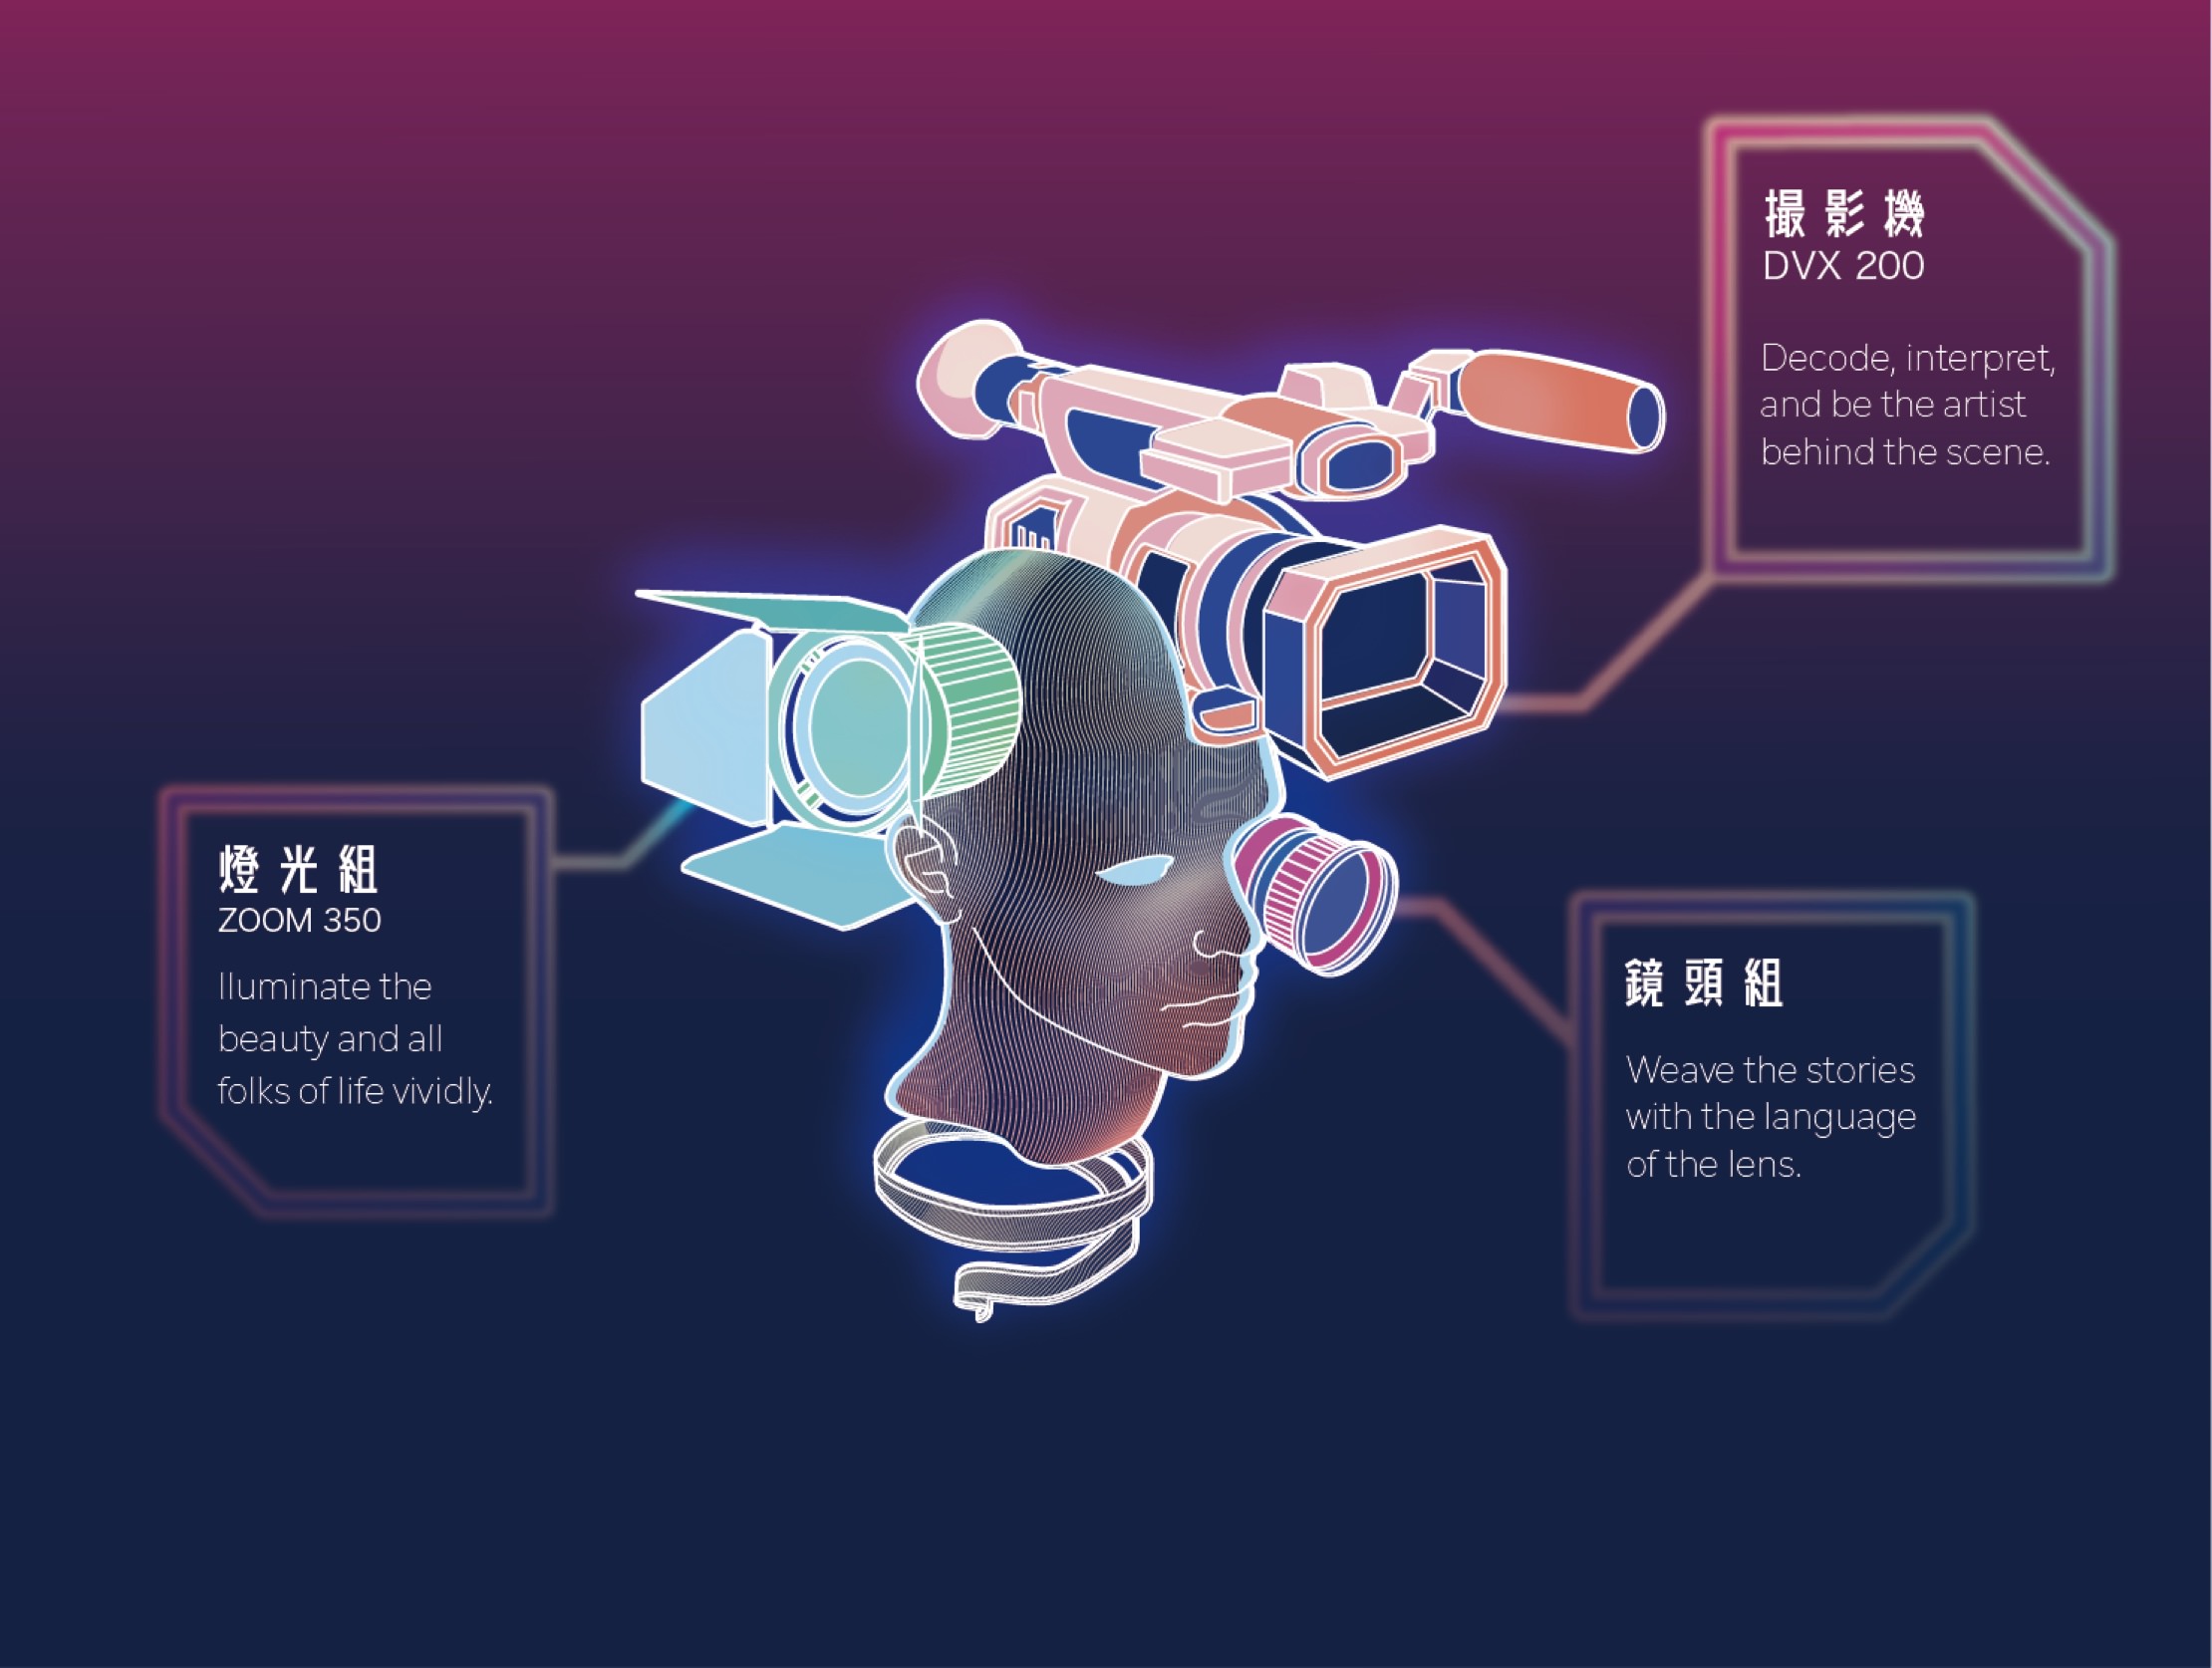 撮影機
DVX 200
Decode, interpret,
and be the artist
behind the scene.
燈光組
ZOOM 350
lluminate the
beauty and all
folks of life vividly.
鏡頭組
Weave the stories
with the language
of the lens.